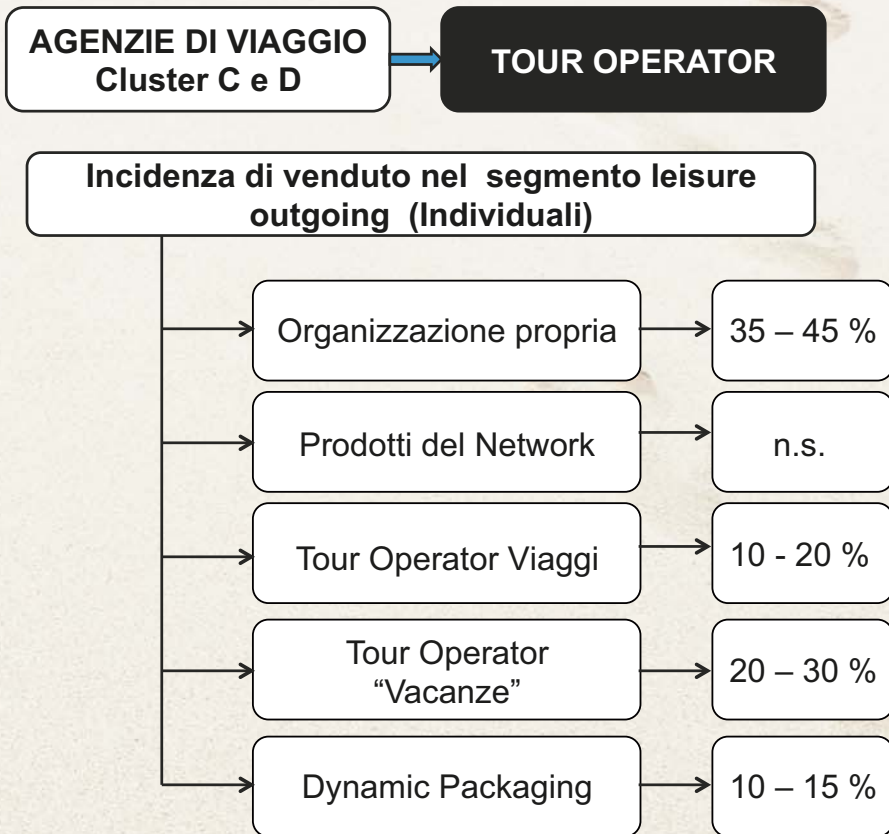 AGENZIE DI VIAGGIO
Cluster C e D
TOUR OPERATOR
Incidenza di venduto nel segmento leisure
outgoing (Individuali)
Organizzazione propria
35 – 45 %
Prodotti del Network
n.s.
Tour Operator Viaggi
10 - 20 %
Tour Operator
“Vacanze”
20 – 30 %
Dynamic Packaging
10 – 15 %